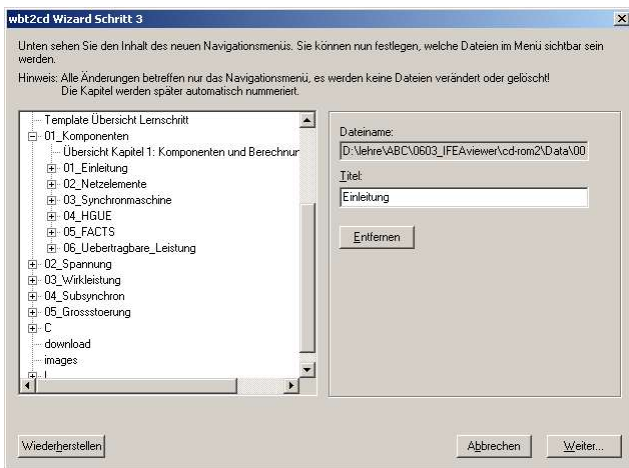 wbt2cd Wizard Schritt 3
Unten sehen Sie den Inhalt des neuen Navigationsmenüs. Sie können nun festlegen, welche Dateien im Menü sichtbar sein
werden.
Hinweis: Alle Änderungen betreffen nur das Navigationsmenü, es werden keine Dateien verändert oder gelöscht!
Die Kapitel werden später automatisch nummeriert.
Template Übersicht Lernschritt
01_Komponenten
Übersicht Kapitel 1: Komponenten und Berechnur
01_Einleitung
02_Netzelemente
03_Synchronmaschine
04_HGUE
05_FACTS
06_Uebertragbare_Leistung
02_Spannung
03_Wirkleistung
04_Subsynchron
05_Grossstoerung
C
download
images
Dateiname:
D:\lehre\ABC\0603_IFEAviewer\cd-rom2\Data\00
Titel:
Einleitung
Entfernen
Wiederherstellen
Abbrechen
Weiter...